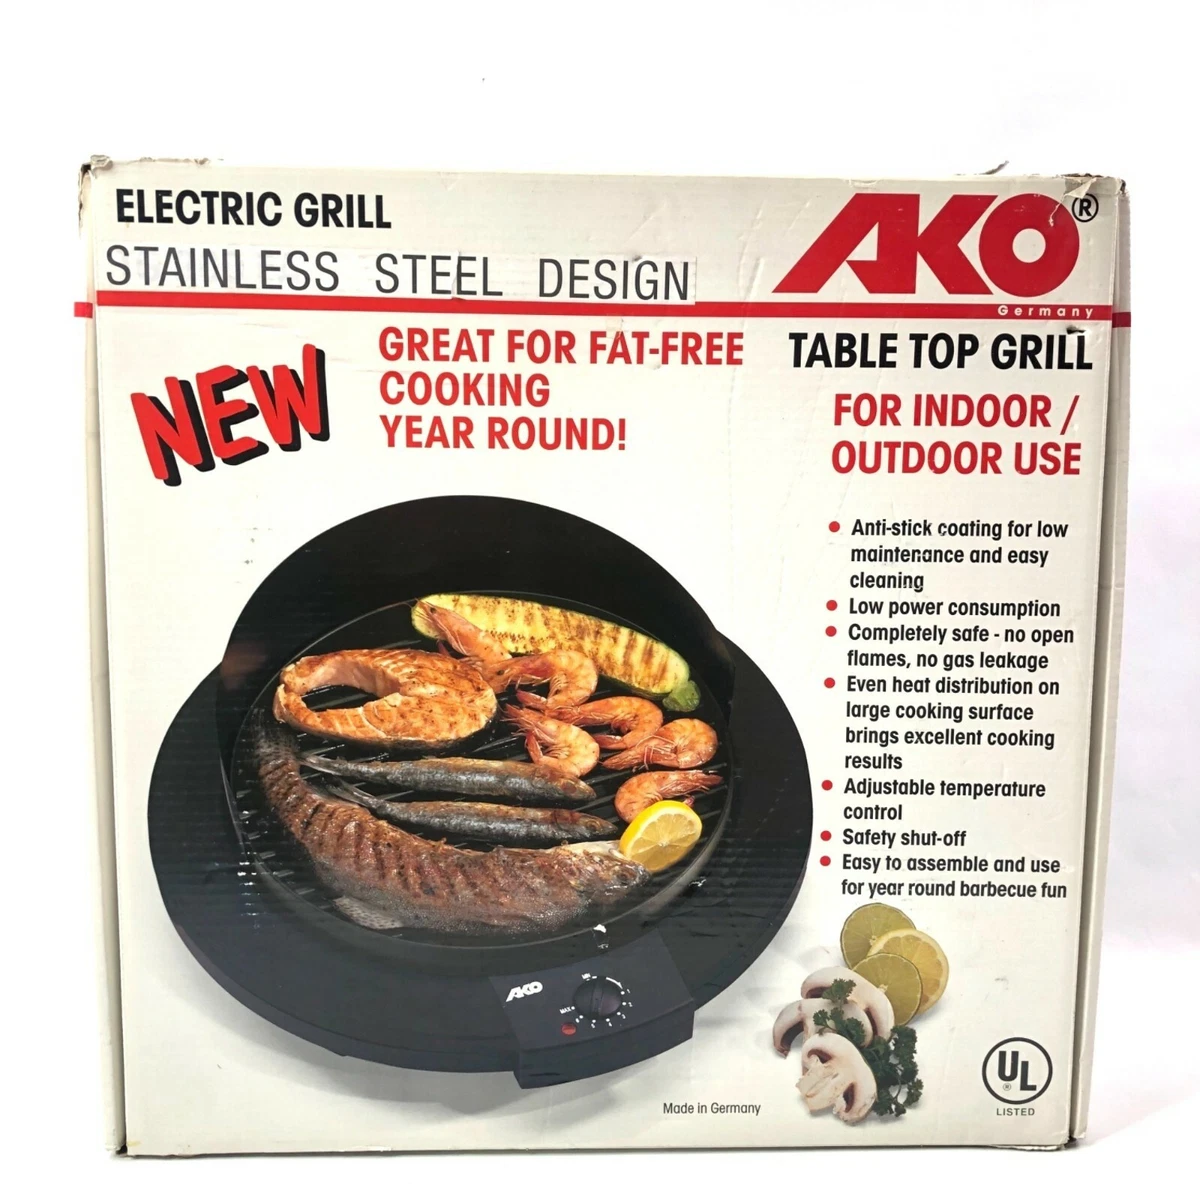 ELECTRIC GRILL
STAINLESS STEEL DESIGN
AKO®
Germany
NEW
GREAT FOR FAT-FREE
COOKING
YEAR ROUND!
TABLE TOP GRILL
FOR INDOOR /
OUTDOOR USE
• Anti-stick coating for low
maintenance and easy
cleaning
• Low power consumption
• Completely safe - no open
flames, no gas leakage
• Even heat distribution on
large cooking surface
brings excellent cooking
results
• Adjustable temperature
control
• Safety shut-off
• Easy to assemble and use
for year round barbecue fun
AKO
MAX
Made in Germany
UL
®
LISTED